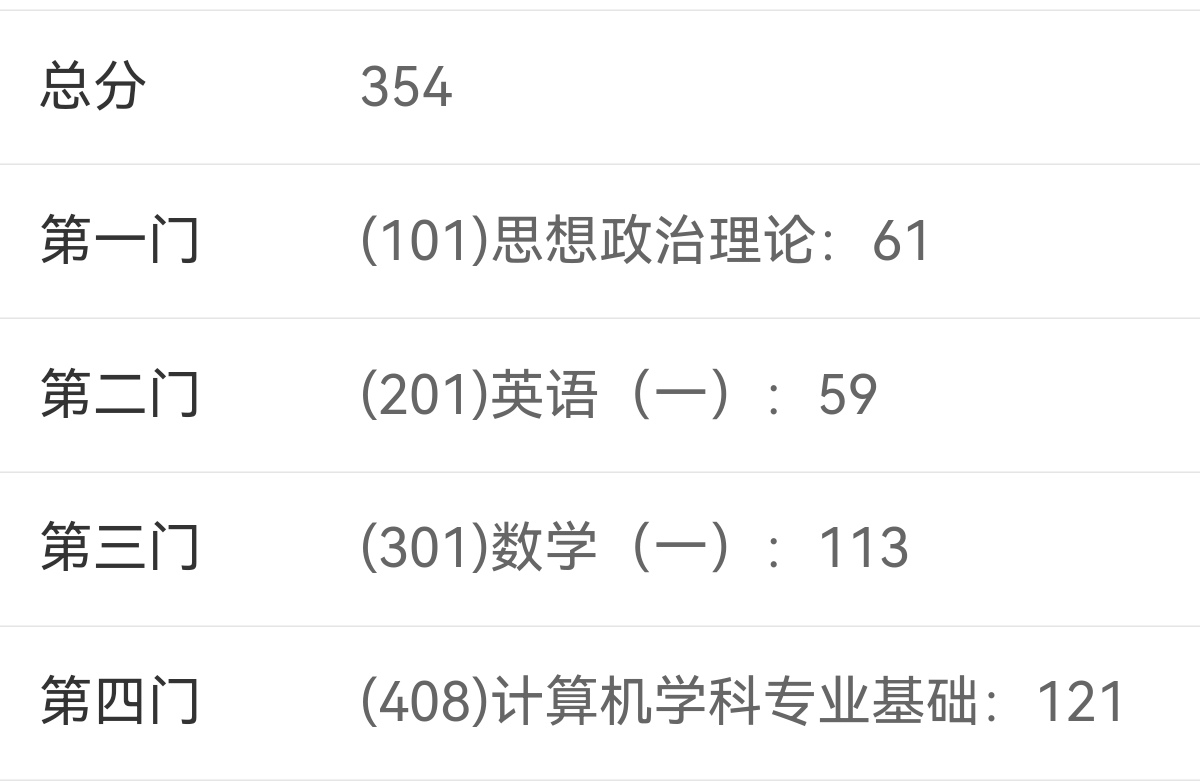 总分 354
第一门 (101)思想政治理论：61
第二门 (201)英语（一）：59
第三门 (301)数学（一）：113
第四门 (408)计算机学科专业基础：121